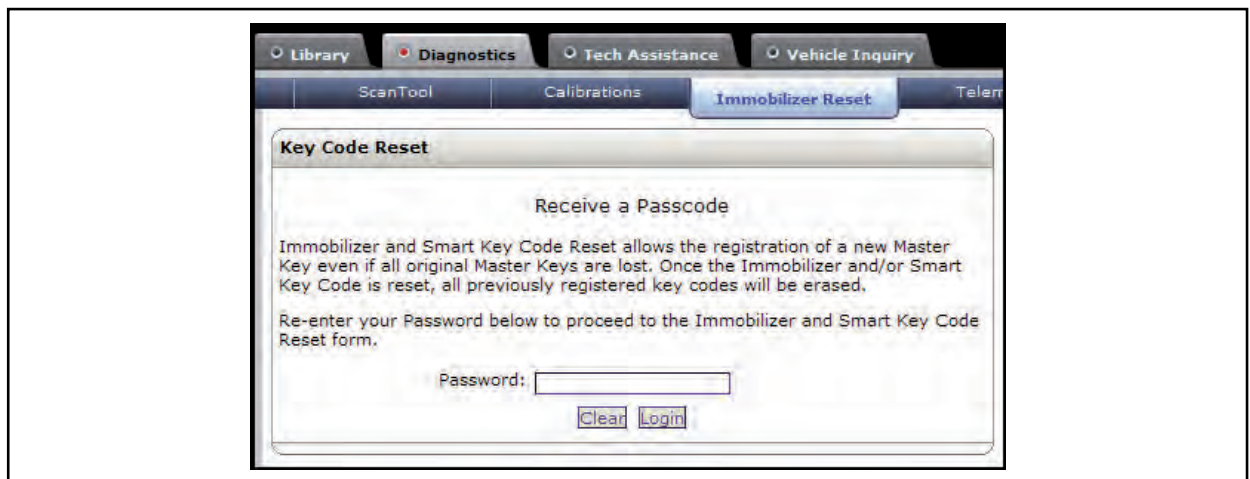 Library Diagnostics Tech Assistance Vehicle Inquiry
ScanTool Calibrations Immobilizer Reset Telem
Key Code Reset
Receive a Passcode
Immobilizer and Smart Key Code Reset allows the registration of a new Master
Key even if all original Master Keys are lost. Once the Immobilizer and/or Smart
Key Code is reset, all previously registered key codes will be erased.
Re-enter your Password below to proceed to the Immobilizer and Smart Key Code
Reset form.
Password:
Clear Login